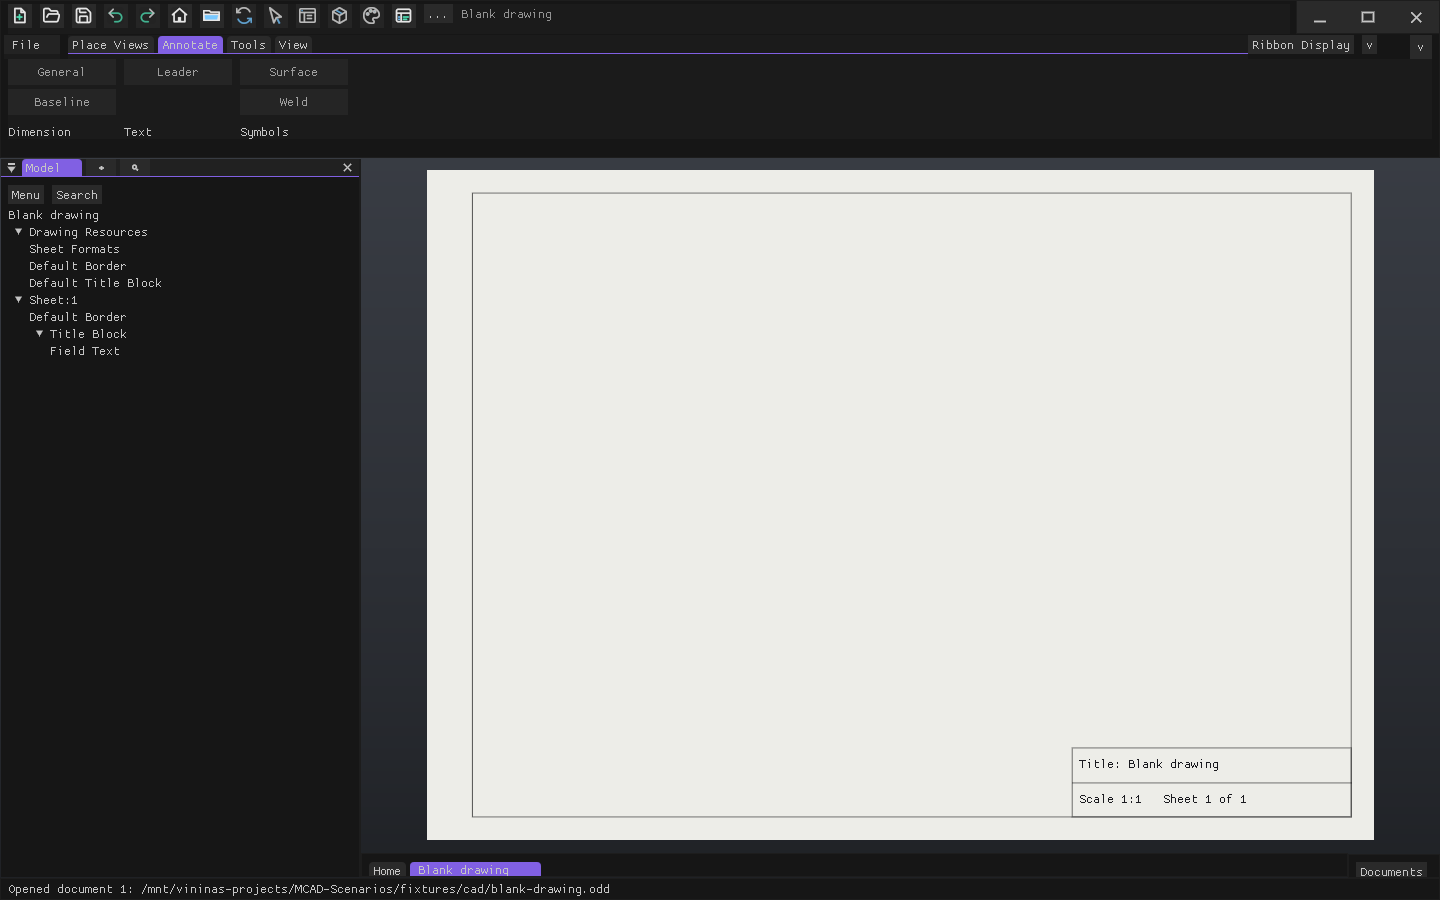 ... Blank drawing
File Place Views Annotate Tools View Ribbon Display v v
General Leader Surface
Baseline Weld
Dimension Text Symbols
Model
Menu Search
Blank drawing
Drawing Resources
Sheet Formats
Default Border
Default Title Block
Sheet:1
Default Border
Title Block
Field Text
Title: Blank drawing
Scale 1:1 Sheet 1 of 1
Home Blank drawing Documents
Opened document 1: /mnt/vininas-projects/MCAD-Scenarios/fixtures/cad/blank-drawing.odd